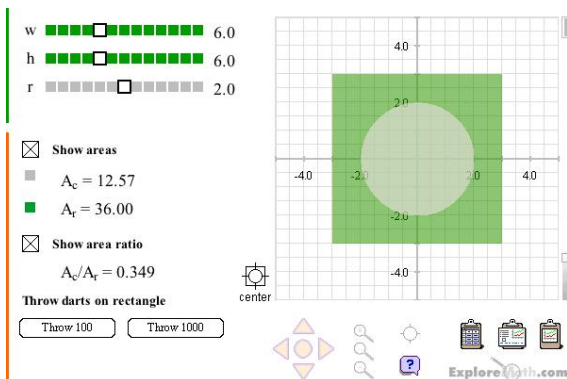 w 6.0
h 6.0
r 2.0
Show areas
A_c = 12.57
A_r = 36.00
Show area ratio
A_c/A_r = 0.349
Throw darts on rectangle
Throw 100 Throw 1000
center
4.0
2.0
-4.0 -2.0 2.0 4.0
-2.0
-4.0
?
ExploreMath.com